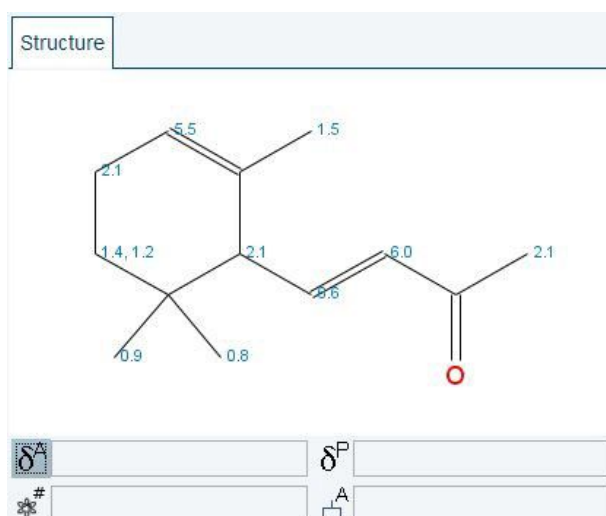 Structure
5.5 1.5
2.1
1.4, 1.2 2.1 6.0 2.1
6.6
0.9 0.8
O
δA δP
# A